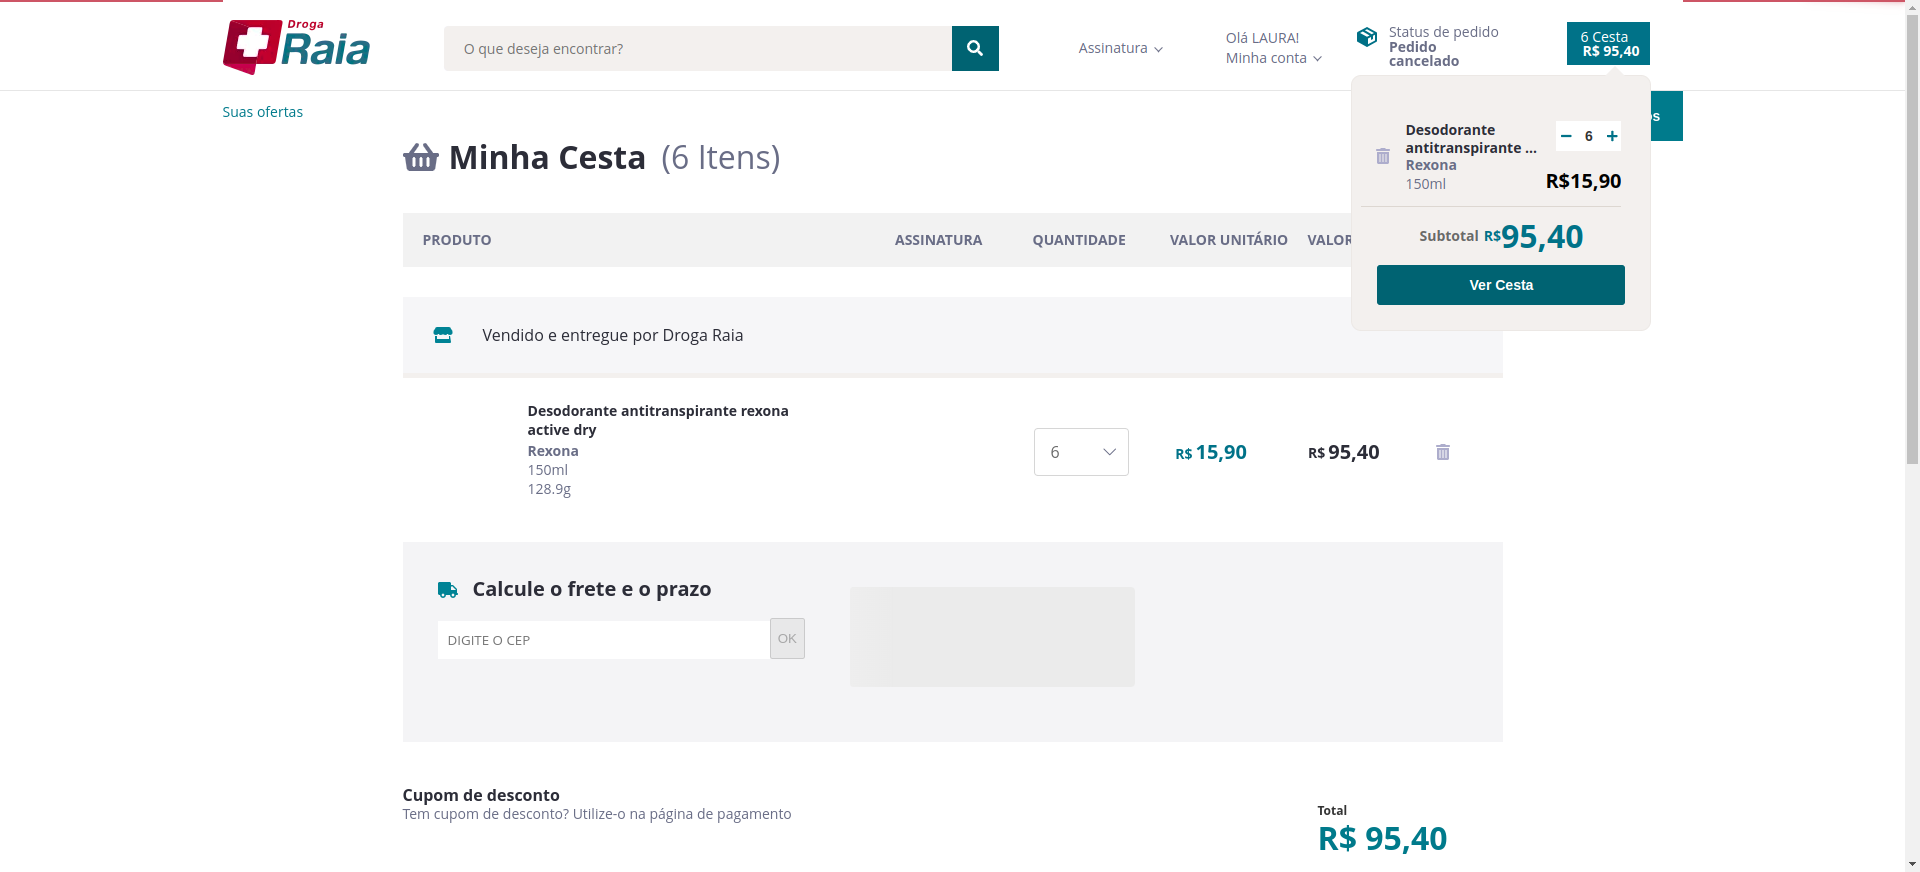 Droga
Raia
O que deseja encontrar?
Assinatura
Olá LAURA!
Minha conta
Status de pedido
Pedido
cancelado
6 Cesta
R$ 95,40
Suas ofertas
Minha Cesta (6 Itens)
Desodorante
antitranspirante ...
Rexona
150ml
6
R$15,90
Subtotal R$95,40
Ver Cesta
PRODUTO ASSINATURA QUANTIDADE VALOR UNITÁRIO VALOR
Vendido e entregue por Droga Raia
Desodorante antitranspirante rexona
active dry
Rexona
150ml
128.9g
6
R$ 15,90
R$ 95,40
Calcule o frete e o prazo
DIGITE O CEP
OK
Cupom de desconto
Tem cupom de desconto? Utilize-o na página de pagamento
Total
R$ 95,40